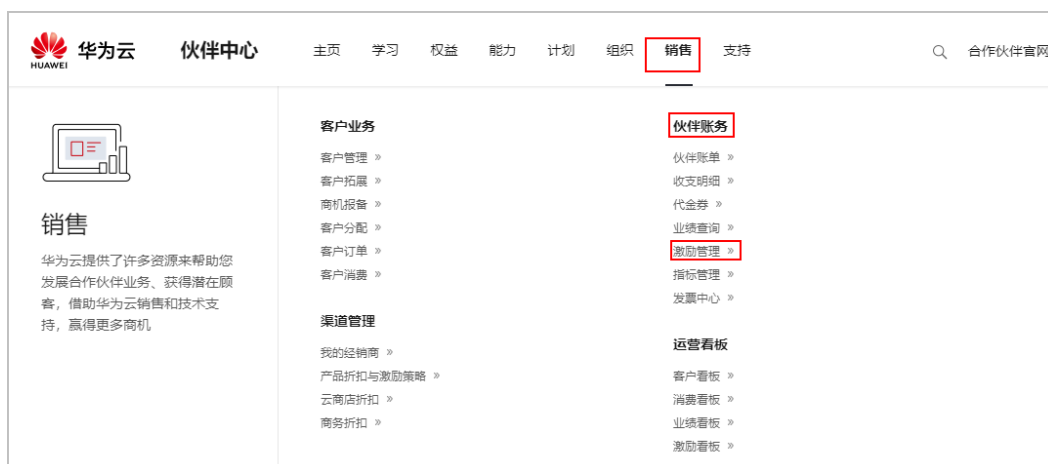 HUAWEI 华为云 伙伴中心 主页 学习 权益 能力 计划 组织 销售 支持 合作伙伴官网
销售
华为云提供了许多资源来帮助您
发展合作伙伴业务、获得潜在顾
客，借助华为云销售和技术支
持，赢得更多商机
客户业务
客户管理 »
客户拓展 »
商机报备 »
客户分配 »
客户订单 »
客户消费 »
渠道管理
我的经销商 »
产品折扣与激励策略 »
云商店折扣 »
商务折扣 »
伙伴账务
伙伴账单 »
收支明细 »
代金券 »
业绩查询 »
激励管理 »
指标管理 »
发票中心 »
运营看板
客户看板 »
消费看板 »
业绩看板 »
激励看板 »